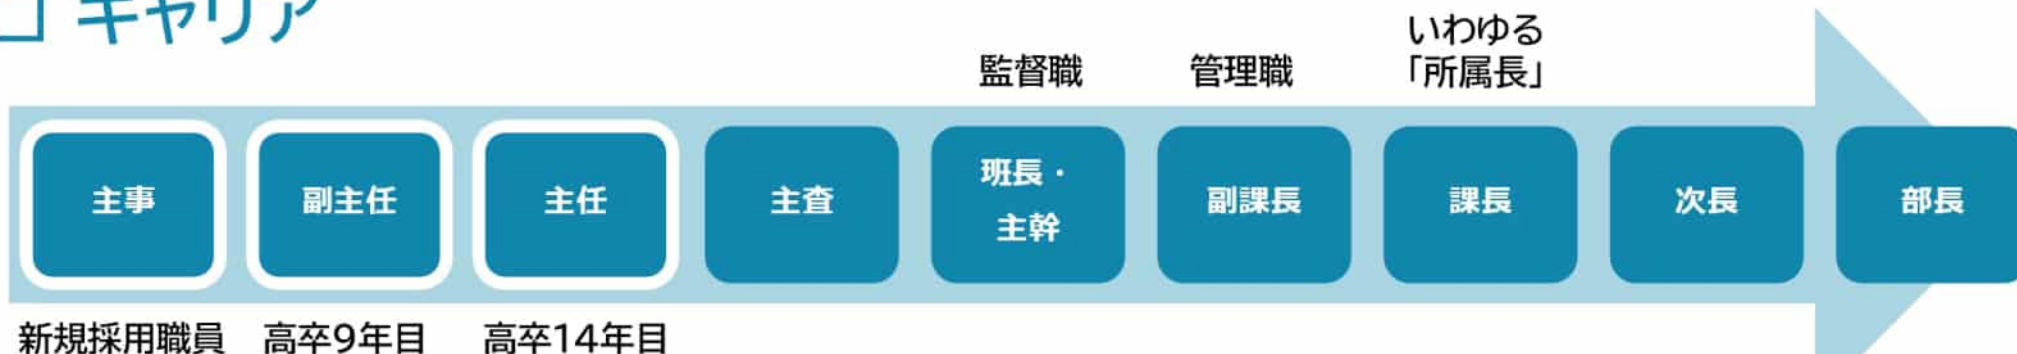 キャリア
いわゆる
監督職 管理職 「所属長」
主事 副主任 主任 主査 班長・主幹 副課長 課長 次長 部長
新規採用職員 高卒9年目 高卒14年目